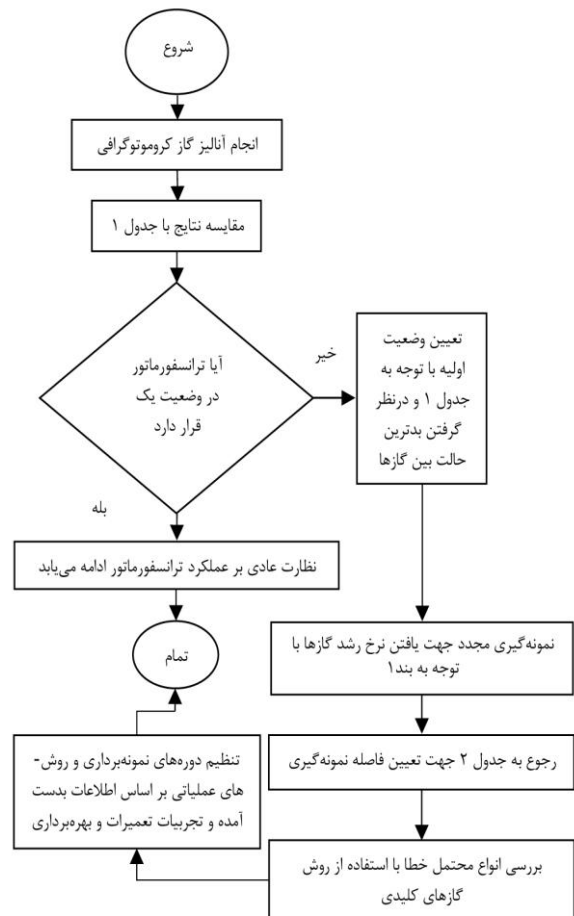 شروع
انجام آنالیز گاز کروموتوگرافی
مقایسه نتایج با جدول ۱
آیا ترانسفورماتور
در وضعیت یک
قرار دارد
خیر
تعیین وضعیت
اولیه با توجه به
جدول ۱ و درنظر
گرفتن بدترین
حالت بین گازها
بله
نظارت عادی بر عملکرد ترانسفورماتور ادامه می‌یابد
تمام
نمونه‌گیری مجدد جهت یافتن نرخ رشد گازها با
توجه به بند۱
رجوع به جدول ۲ جهت تعیین فاصله نمونه‌گیری
بررسی انواع محتمل خطا با استفاده از روش
گازهای کلیدی
تنظیم دوره‌های نمونه‌برداری و روش-
های عملیاتی بر اساس اطلاعات بدست
آمده و تجربیات تعمیرات و بهره‌برداری